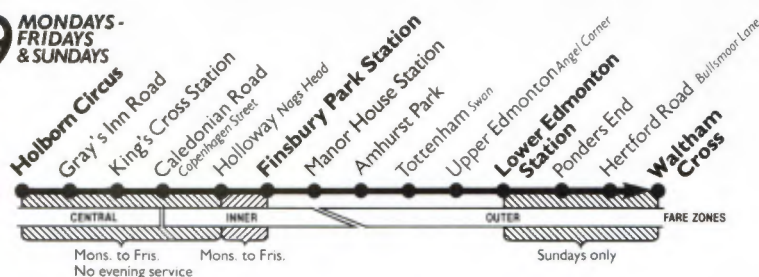 9
MONDAYS -
FRIDAYS
& SUNDAYS
Holborn Circus
Gray's Inn Road
King's Cross Station
Caledonian Road
Copenhagen Street
Holloway Nags Head
Finsbury Park Station
Manor House Station
Amhurst Park
Tottenham Swan
Upper Edmonton Angel Corner
Lower Edmonton
Station
Ponders End
Hertford Road Bullsmoor Lane
Waltham
Cross
CENTRAL
INNER
OUTER
FARE ZONES
Mons. to Fris.
No evening service
Mons. to Fris.
Sundays only